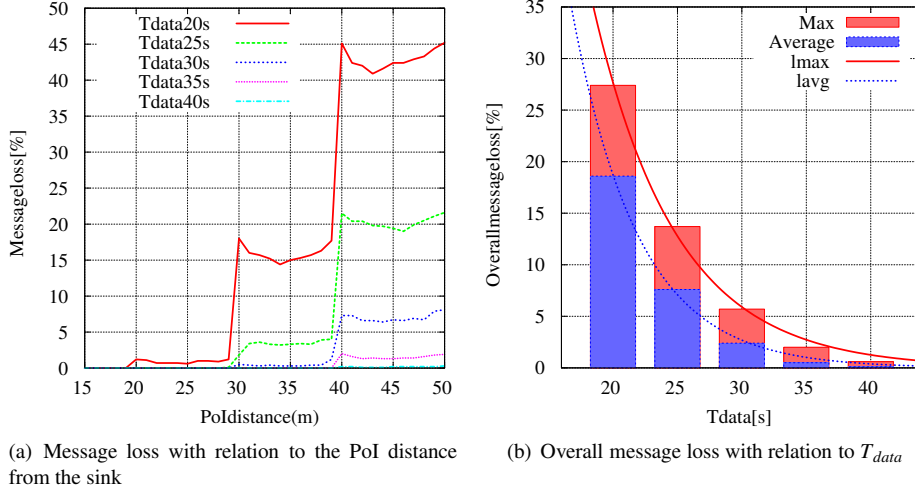 50
45
40
35
30
25
20
15
10
5
0
Messageloss[%]
Tdata20s
Tdata25s
Tdata30s
Tdata35s
Tdata40s
15 20 25 30 35 40 45 50
PoIdistance(m)
(a) Message loss with relation to the PoI distance
from the sink
35
30
25
20
15
10
5
0
Overallmessageloss[%]
Max
Average
lmax
lavg
20 25 30 35 40
Tdata[s]
(b) Overall message loss with relation to Tdata